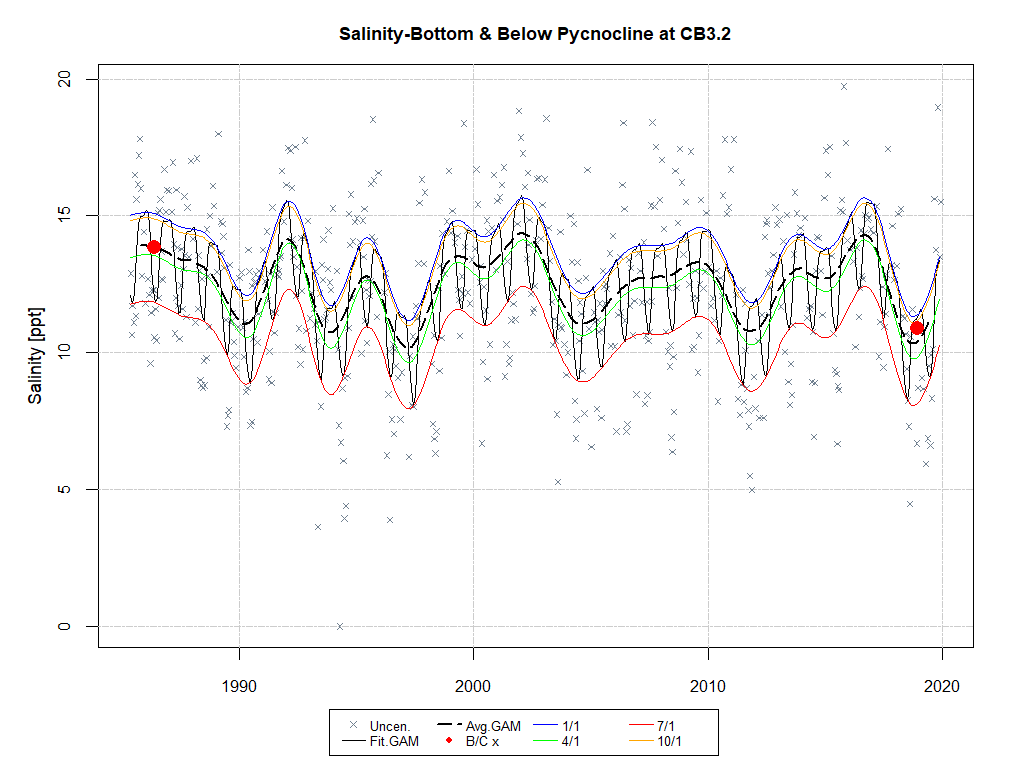 Salinity-Bottom & Below Pycnocline at CB3.2
Salinity [ppt]
20
15
10
5
0
1990 2000 2010 2020
Uncen. Avg.GAM 1/1 7/1
Fit.GAM B/C x 4/1 10/1